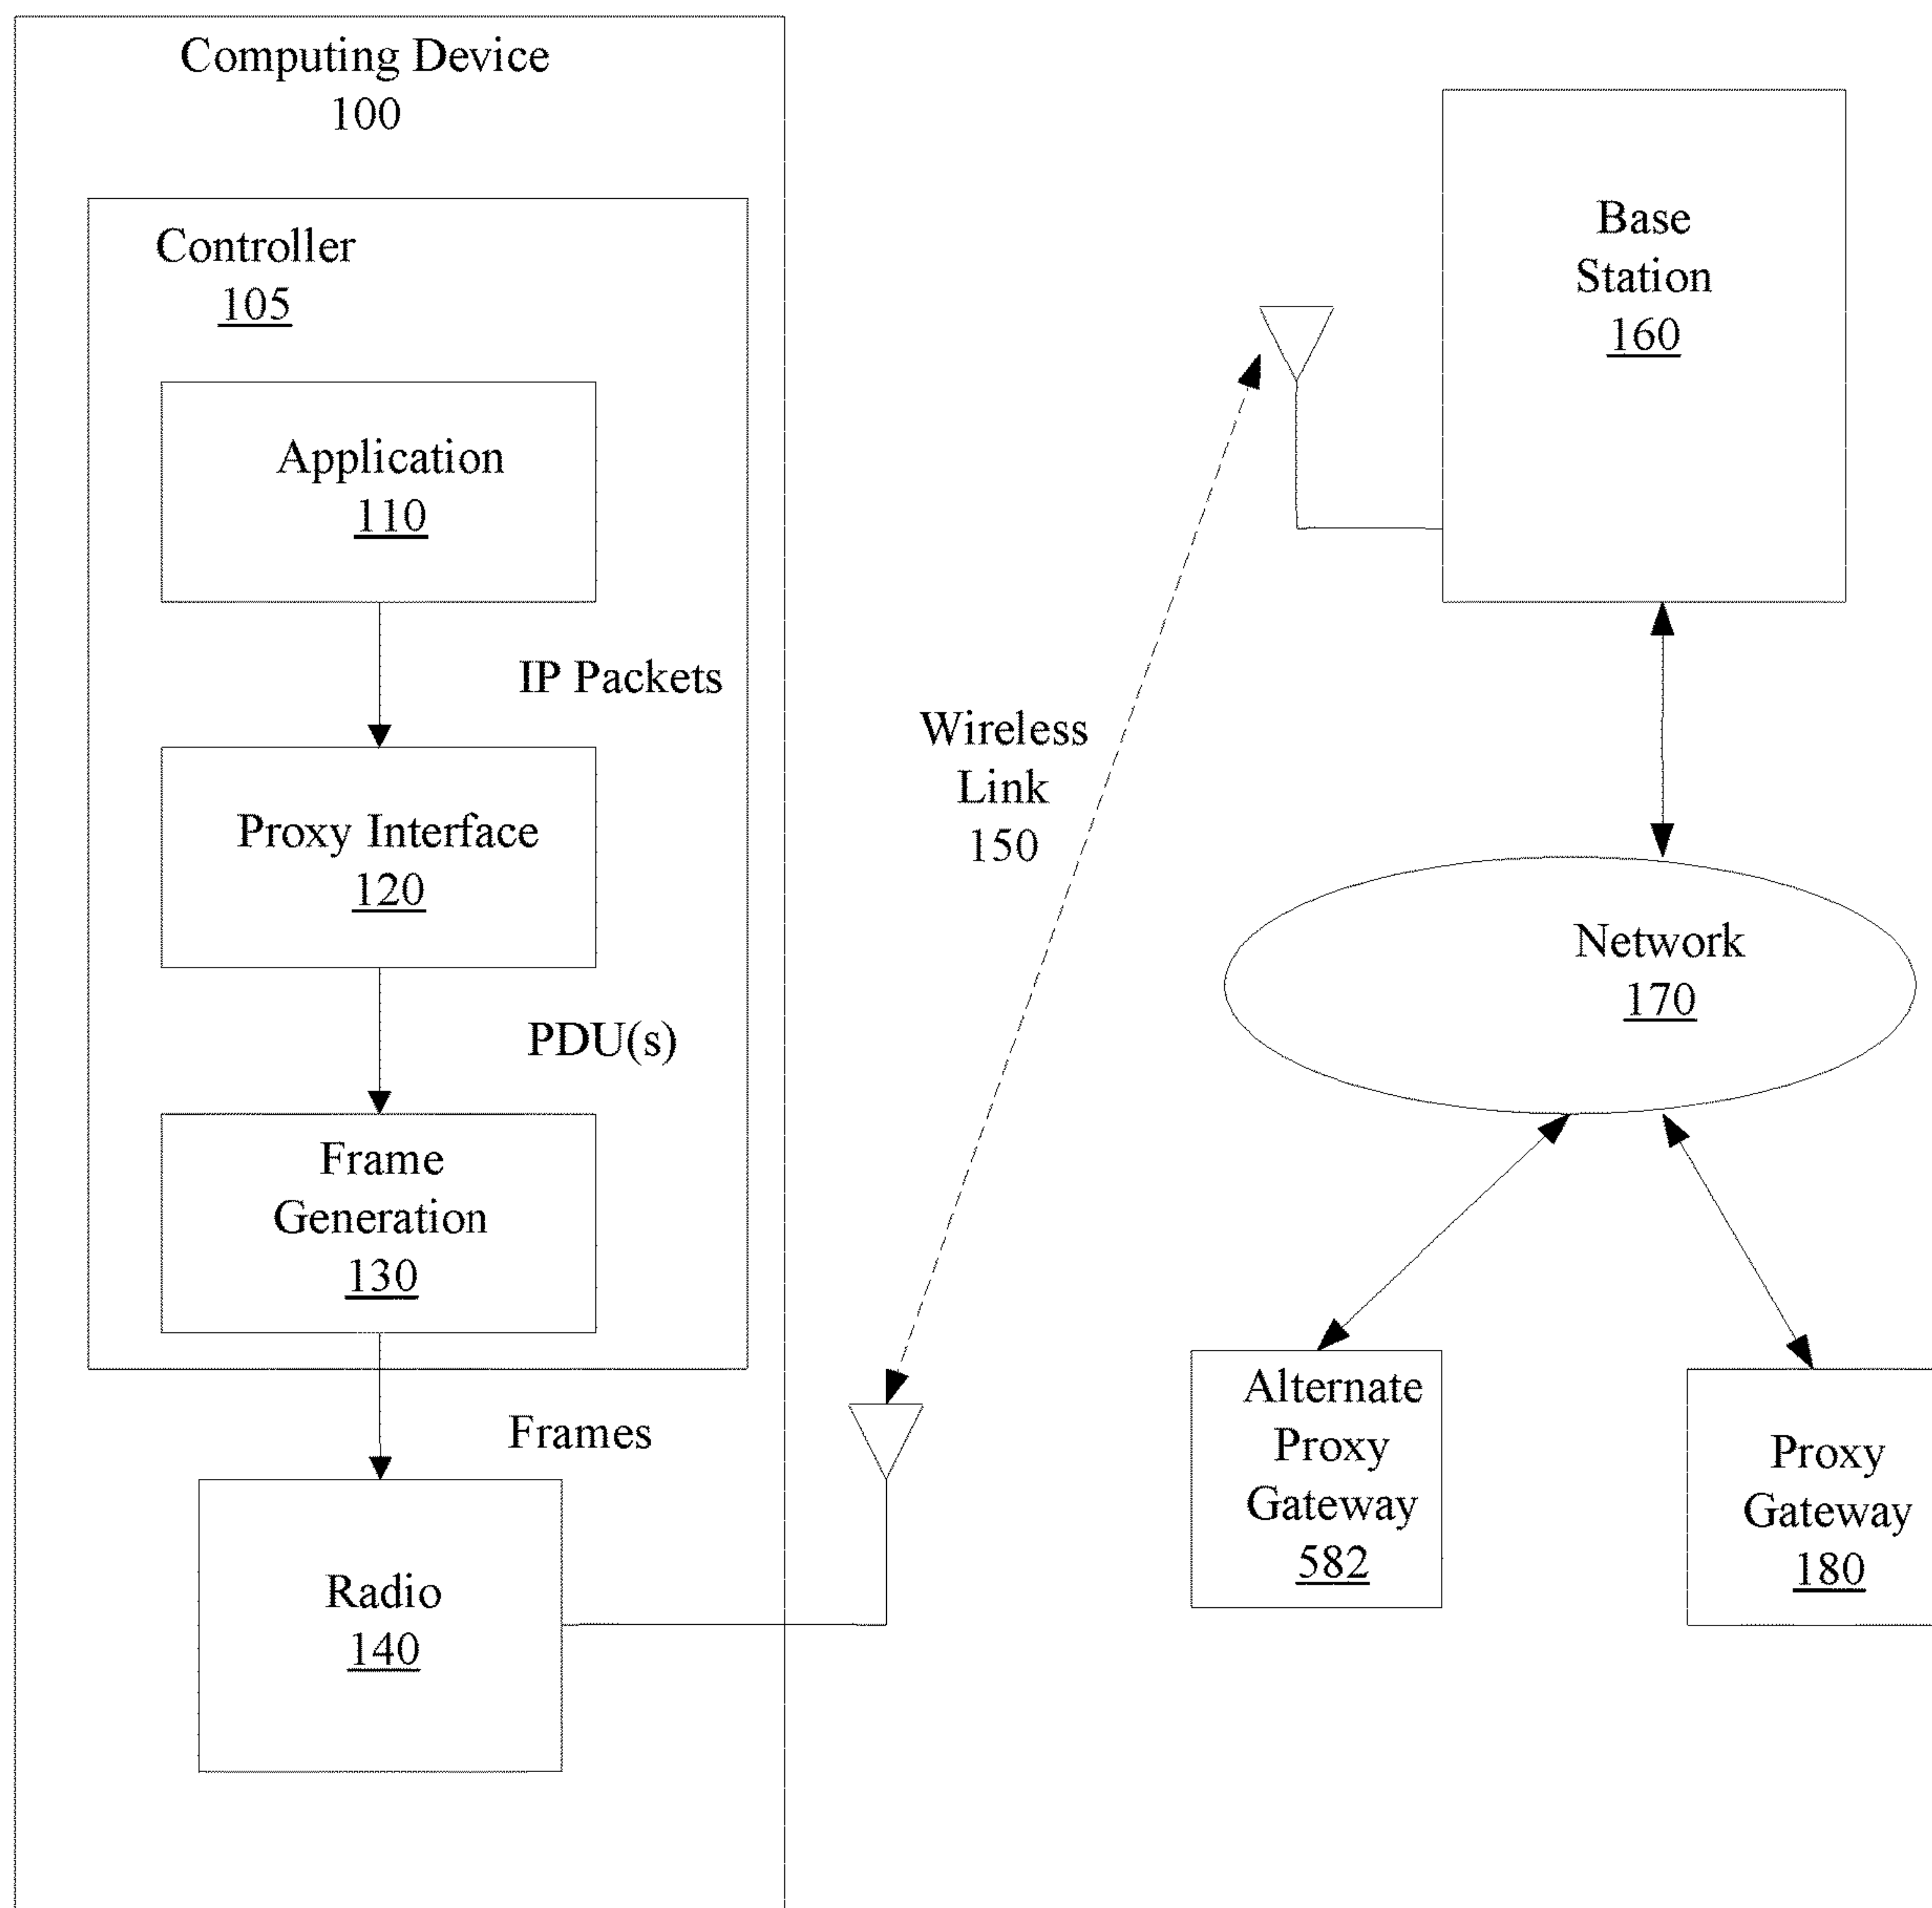 Computing Device
100
Controller
105
Application
110
IP Packets
Proxy Interface
120
PDU(s)
Frame
Generation
130
Frames
Radio
140
Wireless
Link
150
Base
Station
160
Network
170
Alternate
Proxy
Gateway
582
Proxy
Gateway
180